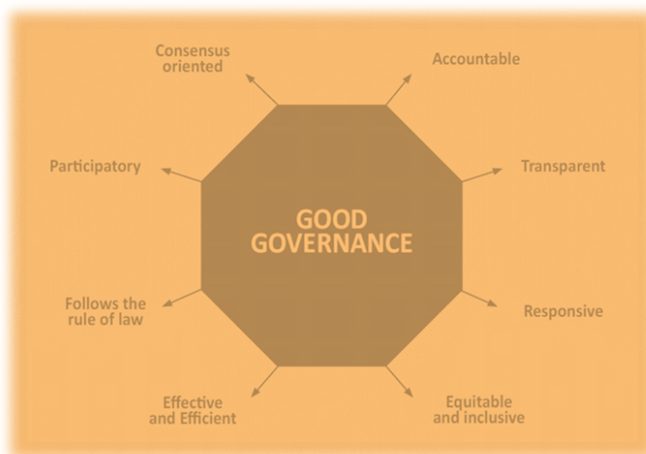 Consensus
oriented
Accountable
Participatory
Transparent
GOOD
GOVERNANCE
Follows the
rule of law
Responsive
Effective
and Efficient
Equitable
and inclusive